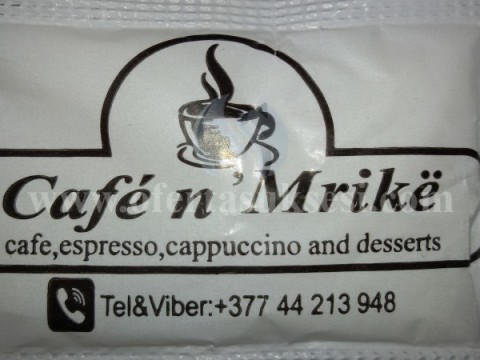 Café n'Mrikë
cafe,espresso,cappuccino and desserts
Tel&Viber:+377 44 213 948